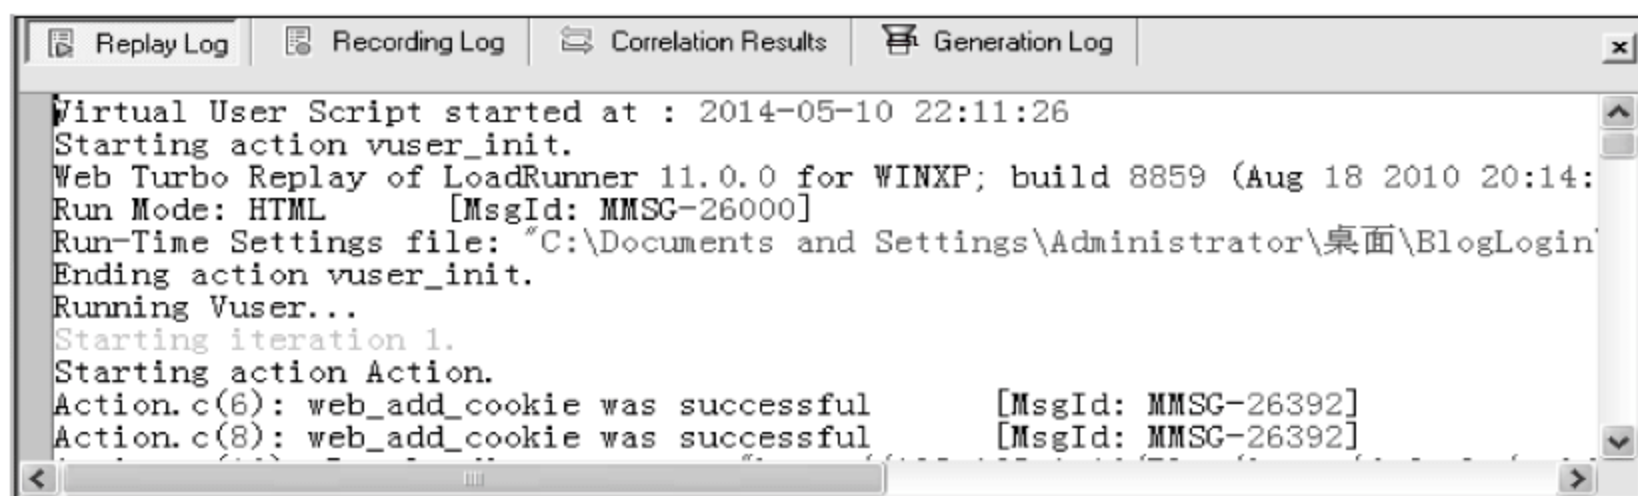 Replay Log Recording Log Correlation Results Generation Log
Virtual User Script started at : 2014-05-10 22:11:26
Starting action vuser_init.
Web Turbo Replay of LoadRunner 11.0.0 for WINXP; build 8859 (Aug 18 2010 20:14:
Run Mode: HTML [MsgId: MMSG-26000]
Run-Time Settings file: "C:\Documents and Settings\Administrator\桌面\BlogLogin\
Ending action vuser_init.
Running Vuser...
Starting iteration 1.
Starting action Action.
Action.c(6): web_add_cookie was successful [MsgId: MMSG-26392]
Action.c(8): web_add_cookie was successful [MsgId: MMSG-26392]